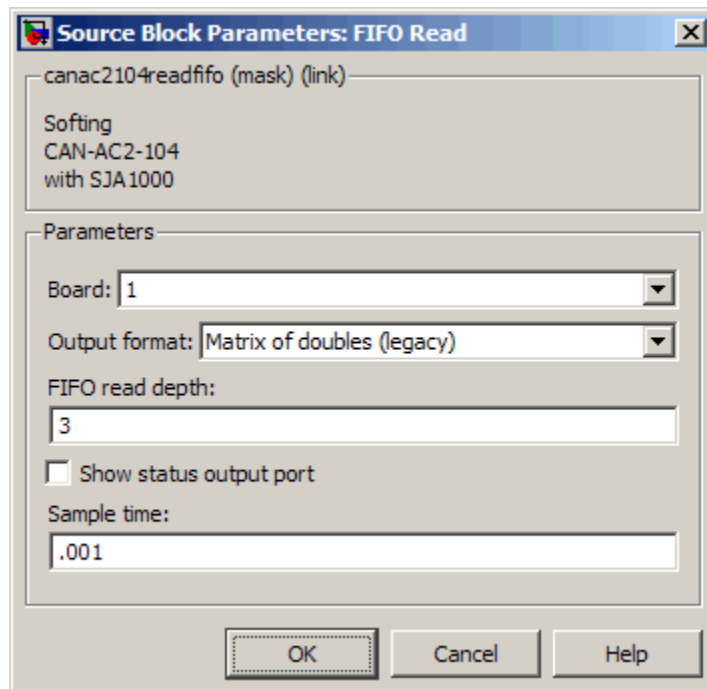 Source Block Parameters: FIFO Read
canac2104readfifo (mask) (link)
Softing
CAN-AC2-104
with SJA1000
Parameters
Board: 1
Output format: Matrix of doubles (legacy)
FIFO read depth:
3
Show status output port
Sample time:
.001
OK Cancel Help